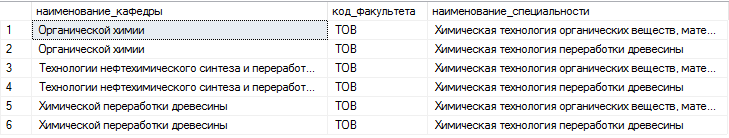 наименование_кафедры код_факультета наименование_специальности
1 Органической химии ТОВ Химическая технология органических веществ, мате...
2 Органической химии ТОВ Химическая технология переработки древесины
3 Технологии нефтехимического синтеза и переработ... ТОВ Химическая технология органических веществ, мате...
4 Технологии нефтехимического синтеза и переработ... ТОВ Химическая технология переработки древесины
5 Химической переработки древесины ТОВ Химическая технология органических веществ, мате...
6 Химической переработки древесины ТОВ Химическая технология переработки древесины